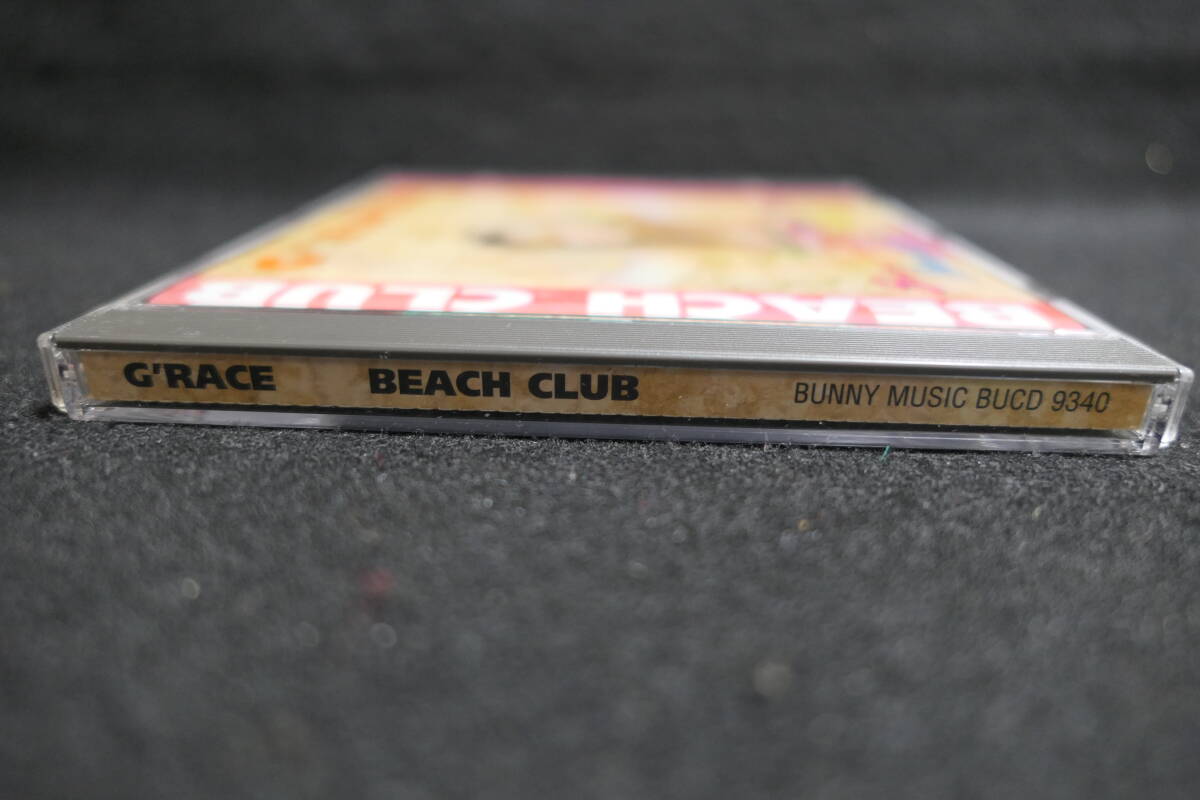 BEACH CLUB
G'RACE BEACH CLUB BUNNY MUSIC BUCD 9340